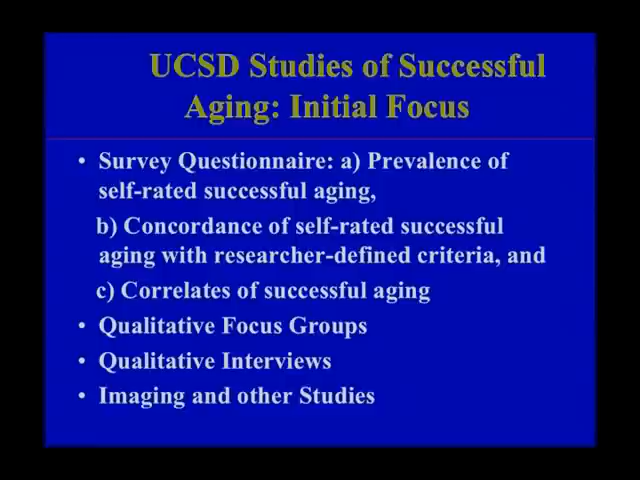 UCSD Studies of Successful
Aging: Initial Focus
• Survey Questionnaire: a) Prevalence of
self-rated successful aging,
b) Concordance of self-rated successful
aging with researcher-defined criteria, and
c) Correlates of successful aging
• Qualitative Focus Groups
• Qualitative Interviews
• Imaging and other Studies